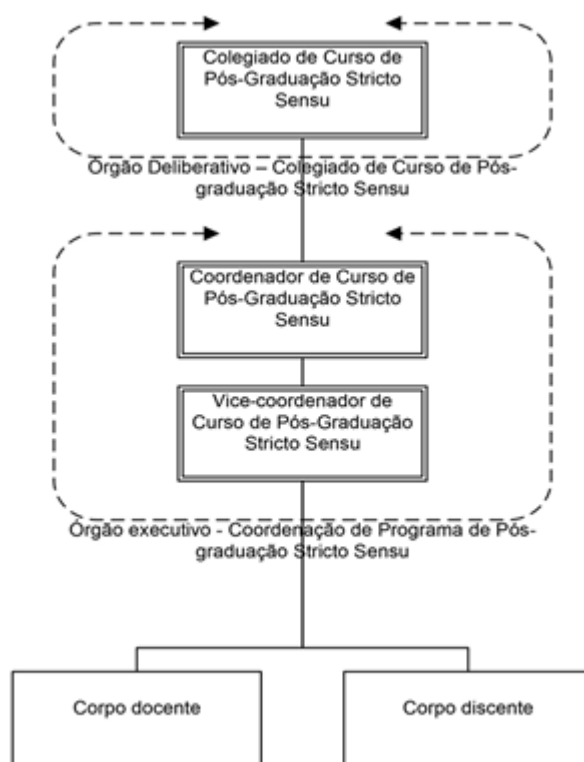 Colegiado de Curso de
Pós-Graduação Stricto
Sensu
Órgão Deliberativo – Colegiado de Curso de Pós-
graduação Stricto Sensu
Coordenador de Curso de
Pós-Graduação Stricto
Sensu
Vice-coordenador de
Curso de Pós-Graduação
Stricto Sensu
Órgão executivo - Coordenação de Programa de Pós-
graduação Stricto Sensu
Corpo docente
Corpo discente